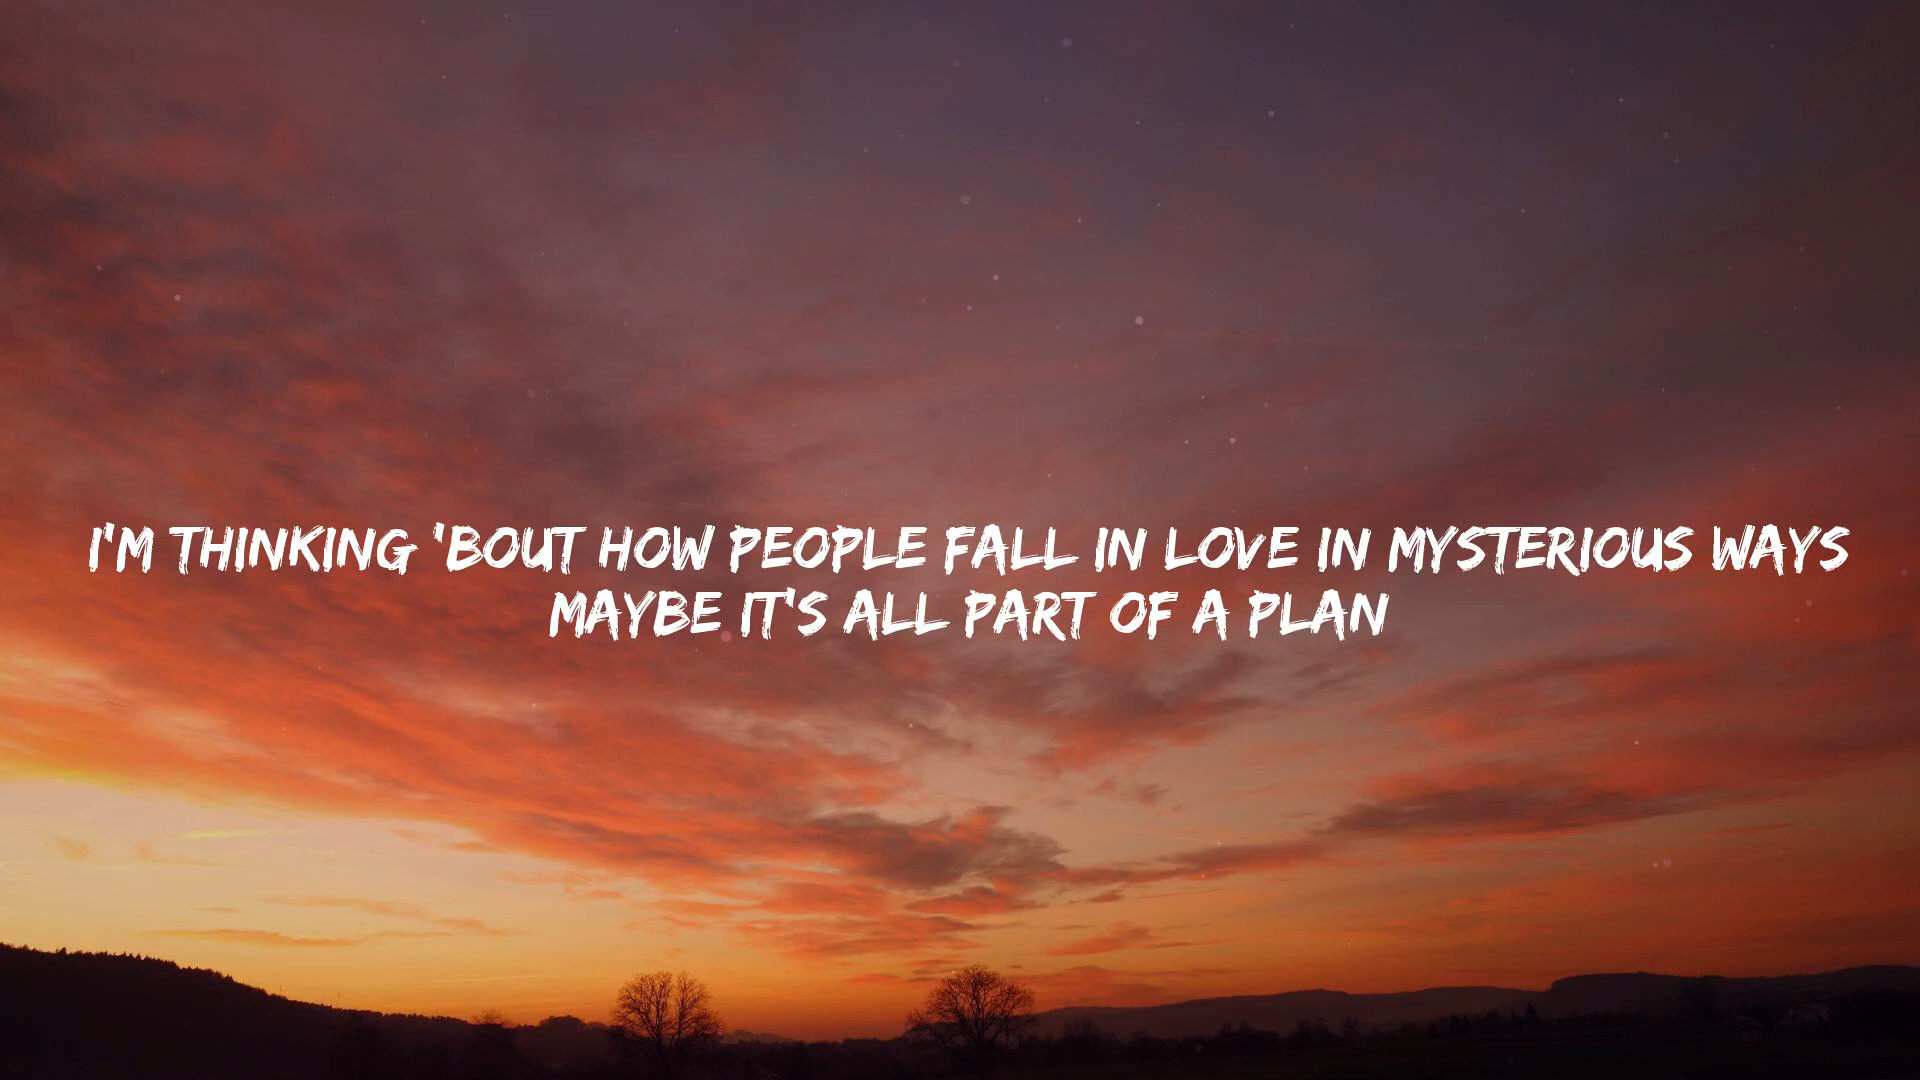 I'M THINKING 'BOUT HOW PEOPLE FALL IN LOVE IN MYSTERIOUS WAYS
MAYBE IT'S ALL PART OF A PLAN